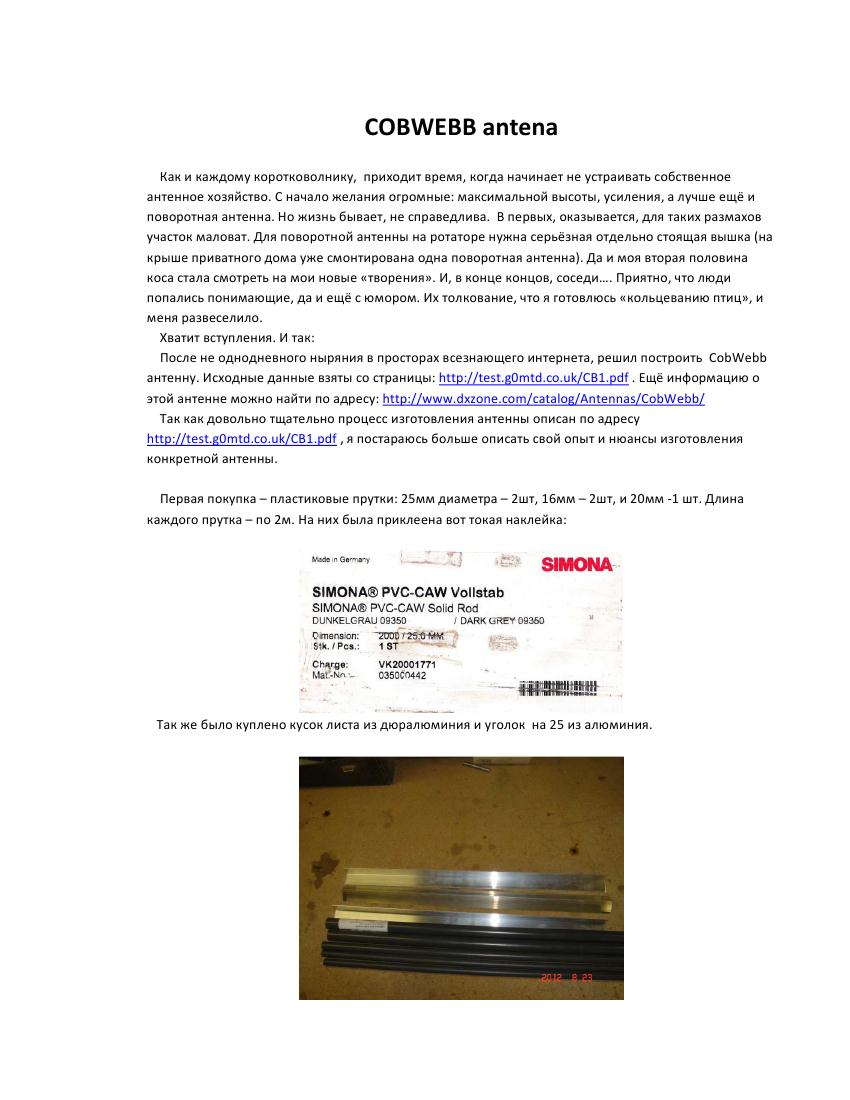 COBWEBB antena
Как и каждому коротковолнику, приходит время, когда начинает не устраивать собственное
антенное хозяйство. С начало желания огромные: максимальной высоты, усиления, а лучше ещё и
поворотная антенна. Но жизнь бывает, не справедлива. В первых, оказывается, для таких размахов
участок маловат. Для поворотной антенны на ротаторе нужна серьёзная отдельно стоящая вышка (на
крыше приватного дома уже смонтирована одна поворотная антенна). Да и моя вторая половина
коса стала смотреть на мои новые «творения». И, в конце концов, соседи…. Приятно, что люди
попались понимающие, да и ещё с юмором. Их толкование, что я готовлюсь «кольцеванию птиц», и
меня развеселило.
Хватит вступления. И так:
После не однодневного ныряния в просторах всезнающего интернета, решил построить CobWebb
антенну. Исходные данные взяты со страницы: http://test.g0mtd.co.uk/CB1.pdf . Ещё информацию о
этой антенне можно найти по адресу: http://www.dxzone.com/catalog/Antennas/CobWebb/
Так как довольно тщательно процесс изготовления антенны описан по адресу
http://test.g0mtd.co.uk/CB1.pdf , я постараюсь больше описать свой опыт и нюансы изготовления
конкретной антенны.
Первая покупка – пластиковые прутки: 25мм диаметра – 2шт, 16мм – 2шт, и 20мм -1 шт. Длина
каждого прутка – по 2м. На них была приклеена вот токая наклейка:
Made in Germany
SIMONA
SIMONA® PVC-CAW Vollstab
SIMONA® PVC-CAW Solid Rod
DUNKELGRAU 09350 / DARK GREY 09350
Dimension: 2000 / 25.0 MM
Stk. / Pcs.: 1 ST
Charge: VK20001771
Mat.-No.: 035000442
Так же было куплено кусок листа из дюралюминия и уголок на 25 из алюминия.
2012 8 23